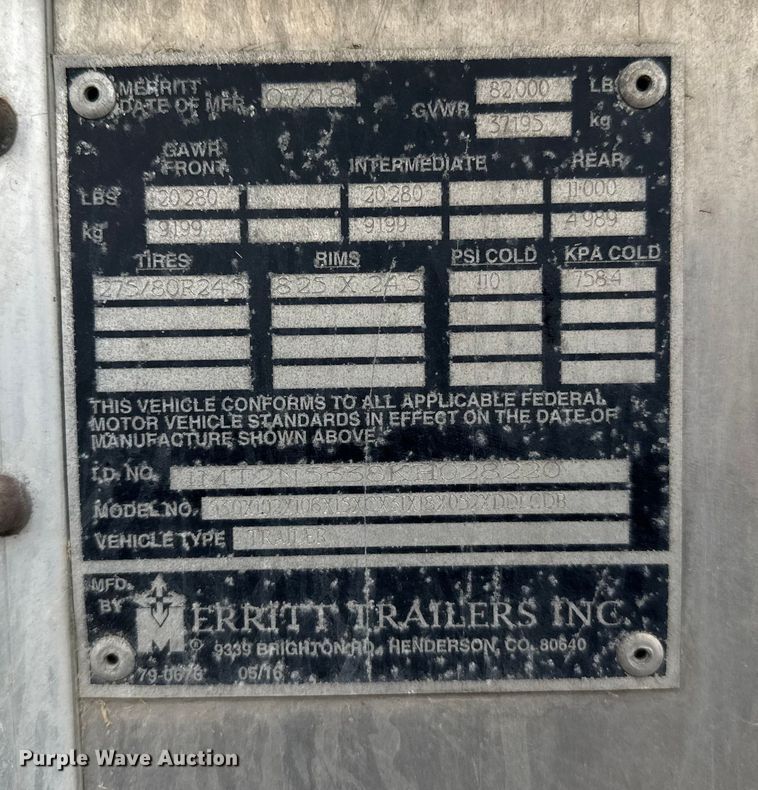 MERRITT
DATE OF MFR. 07/18 GVWR 82,000 LBS
37195 kg
GAWR
FRONT INTERMEDIATE REAR
LBS 20280 20280 11000
kg 9199 9199 4989
TIRES RIMS PSI COLD KPA COLD
275/80R24.5 8.25 X 24.5 110 758.4
THIS VEHICLE CONFORMS TO ALL APPLICABLE FEDERAL
MOTOR VEHICLE STANDARDS IN EFFECT ON THE DATE OF
MANUFACTURE SHOWN ABOVE.
I.D. NO.
MODEL NO.
VEHICLE TYPE TRAILER
MFD.
BY MERRITT TRAILERS INC.
9339 BRIGHTON RD., HENDERSON, CO. 80640
79-0676 05/16
Purple Wave Auction